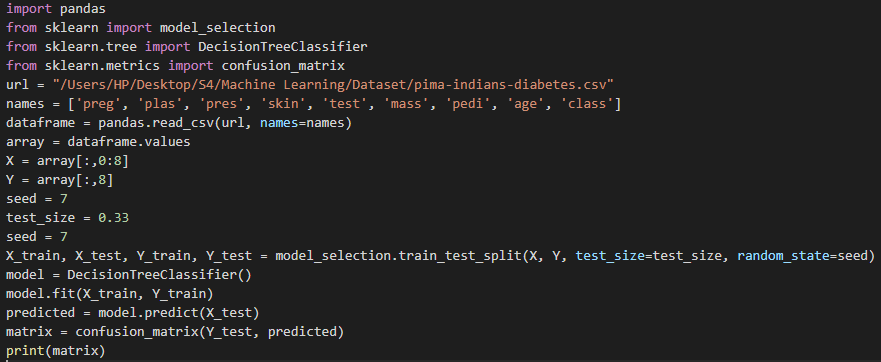 import pandas
from sklearn import model_selection
from sklearn.tree import DecisionTreeClassifier
from sklearn.metrics import confusion_matrix
url = "/Users/HP/Desktop/S4/Machine Learning/Dataset/pima-indians-diabetes.csv"
names = ['preg', 'plas', 'pres', 'skin', 'test', 'mass', 'pedi', 'age', 'class']
dataframe = pandas.read_csv(url, names=names)
array = dataframe.values
X = array[:,0:8]
Y = array[:,8]
seed = 7
test_size = 0.33
seed = 7
X_train, X_test, Y_train, Y_test = model_selection.train_test_split(X, Y, test_size=test_size, random_state=seed)
model = DecisionTreeClassifier()
model.fit(X_train, Y_train)
predicted = model.predict(X_test)
matrix = confusion_matrix(Y_test, predicted)
print(matrix)